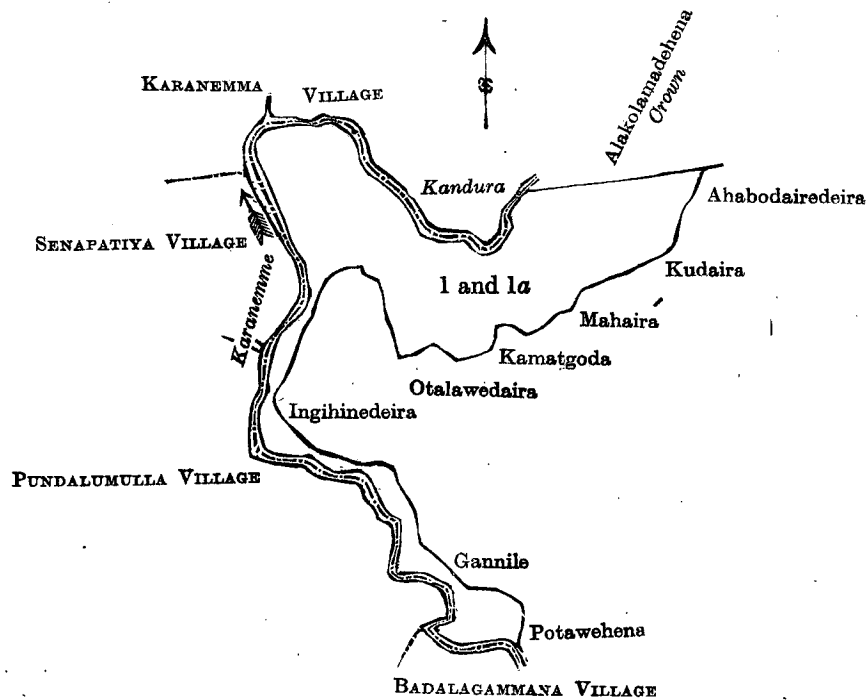 Alakolamadehena
Crown
KARANEMMA
VILLAGE
Kandura
Ahabodairedeira
SENAPATIYA VILLAGE
Kudaira
1 and 1a
Karanemme
Mahaira
Kamatgoda
Otalawedaira
Ingihinedeira
PUNDALUMULLA VILLAGE
Gannile
Potawehena
BADALAGAMMANA VILLAGE